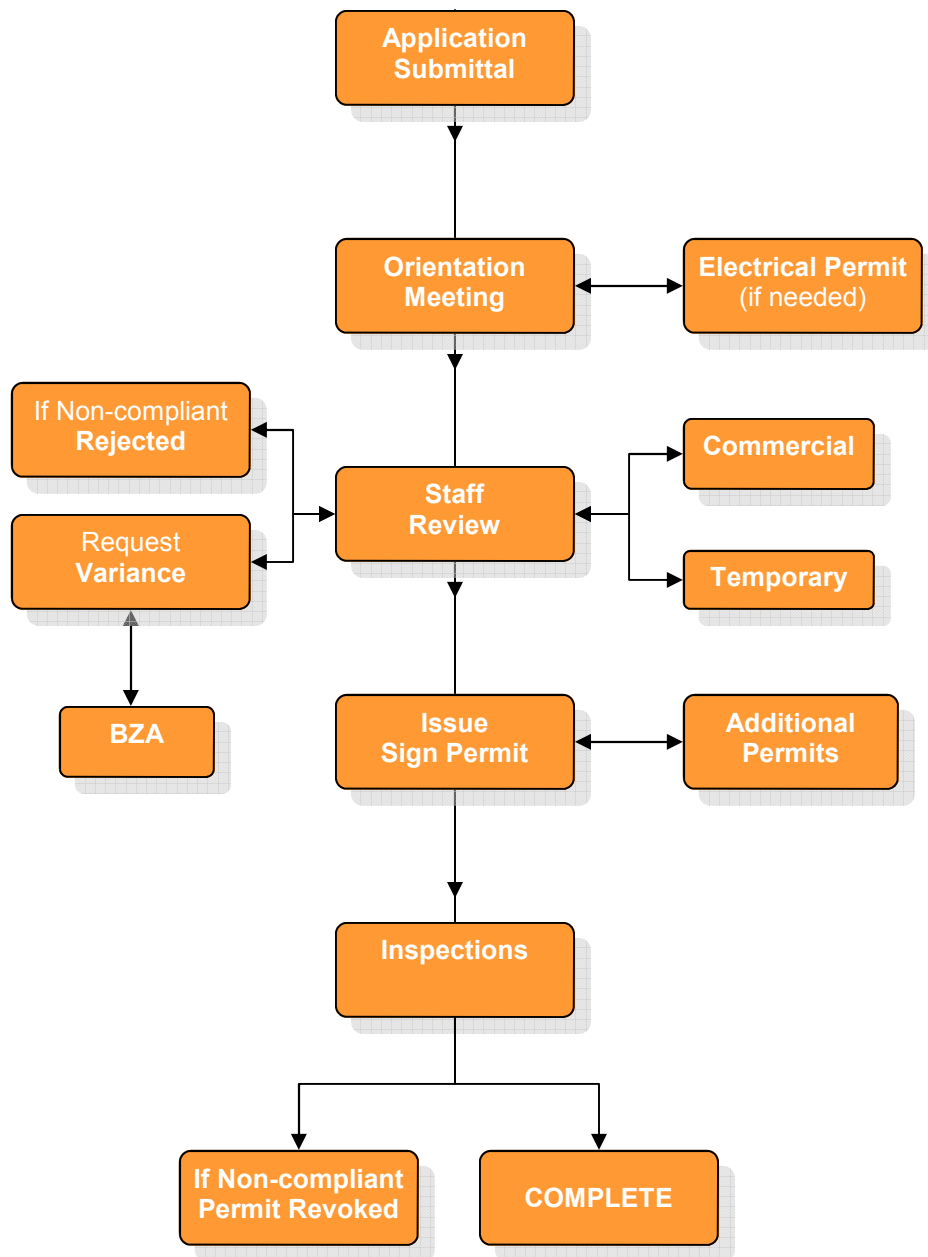 Application
Submittal
Orientation
Meeting
Electrical Permit
(if needed)
If Non-compliant
Rejected
Request
Variance
BZA
Staff
Review
Commercial
Temporary
Issue
Sign Permit
Additional
Permits
Inspections
If Non-compliant
Permit Revoked
COMPLETE